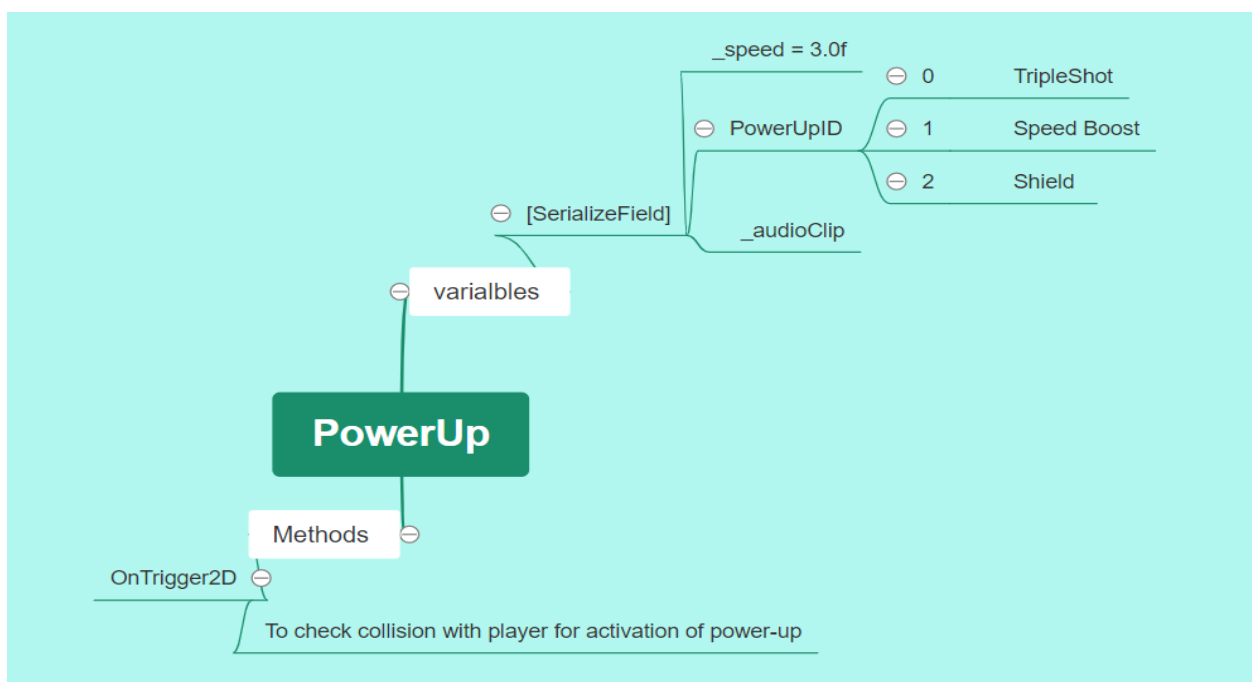 _speed = 3.0f
0 TripleShot
PowerUpID
1 Speed Boost
2 Shield
[SerializeField]
_audioClip
varialbles
PowerUp
Methods
OnTrigger2D
To check collision with player for activation of power-up